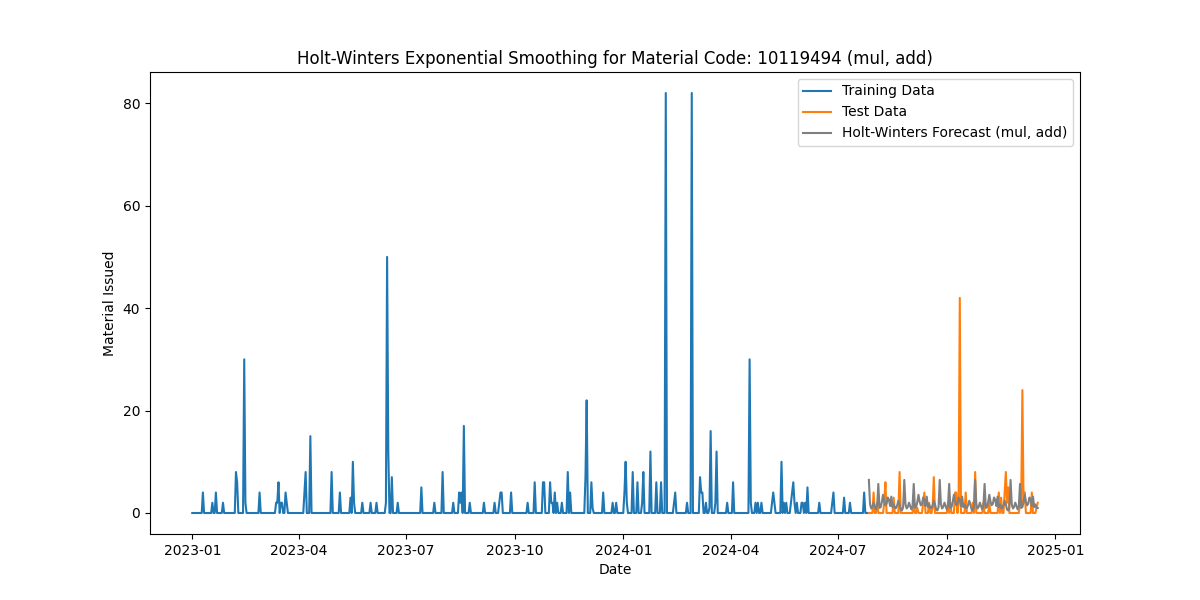 Holt-Winters Exponential Smoothing for Material Code: 10119494 (mul, add)
Training Data
Test Data
Holt-Winters Forecast (mul, add)
Material Issued
80
60
40
20
0
2023-01
2023-04
2023-07
2023-10
2024-01
2024-04
2024-07
2024-10
2025-01
Date